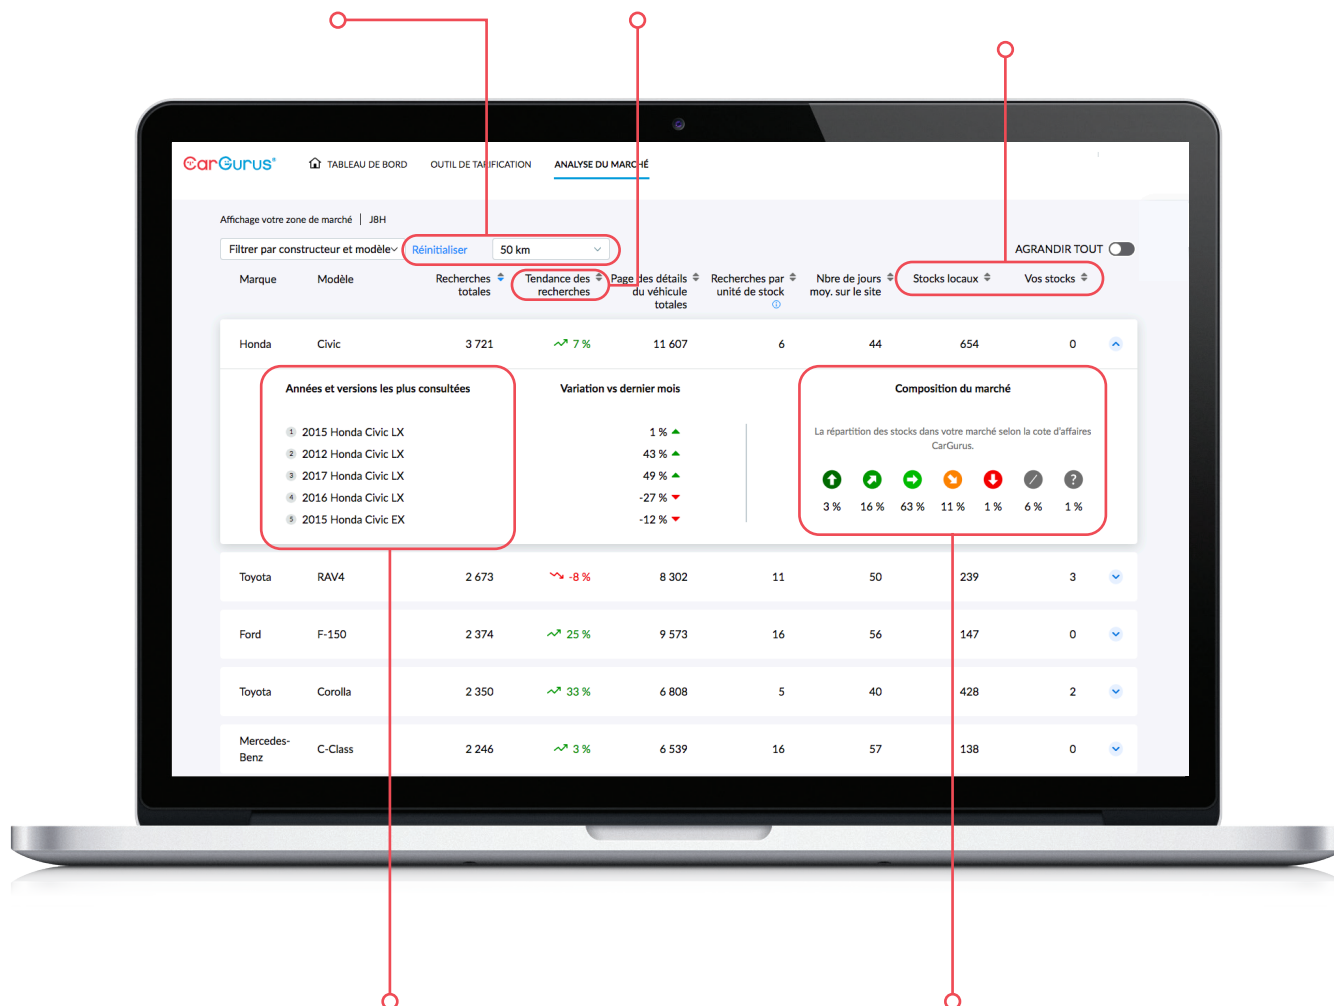 CarGurus®
TABLEAU DE BORD OUTIL DE TARIFICATION ANALYSE DU MARCHÉ
Affichage votre zone de marché | J8H
Filtrer par constructeur et modèle Réinitialiser 50 km AGRANDIR TOUT
Marque Modèle Recherches totales Tendance des recherches Page des détails du véhicule totales Recherches par unité de stock Nbre de jours moy. sur le site Stocks locaux Vos stocks
Honda Civic 3 721 7 % 11 607 6 44 654 0
Années et versions les plus consultées Variation vs dernier mois Composition du marché
1 2015 Honda Civic LX 1 %
2 2012 Honda Civic LX 43 %
3 2017 Honda Civic LX 49 %
4 2016 Honda Civic LX -27 %
5 2015 Honda Civic EX -12 %
La répartition des stocks dans votre marché selon la cote d'affaires
CarGurus.
?
3 % 16 % 63 % 11 % 1 % 6 % 1 %
Toyota RAV4 2 673 -8 % 8 302 11 50 239 3
Ford F-150 2 374 25 % 9 573 16 56 147 0
Toyota Corolla 2 350 33 % 6 808 5 40 428 2
Mercedes-Benz C-Class 2 246 3 % 6 539 16 57 138 0